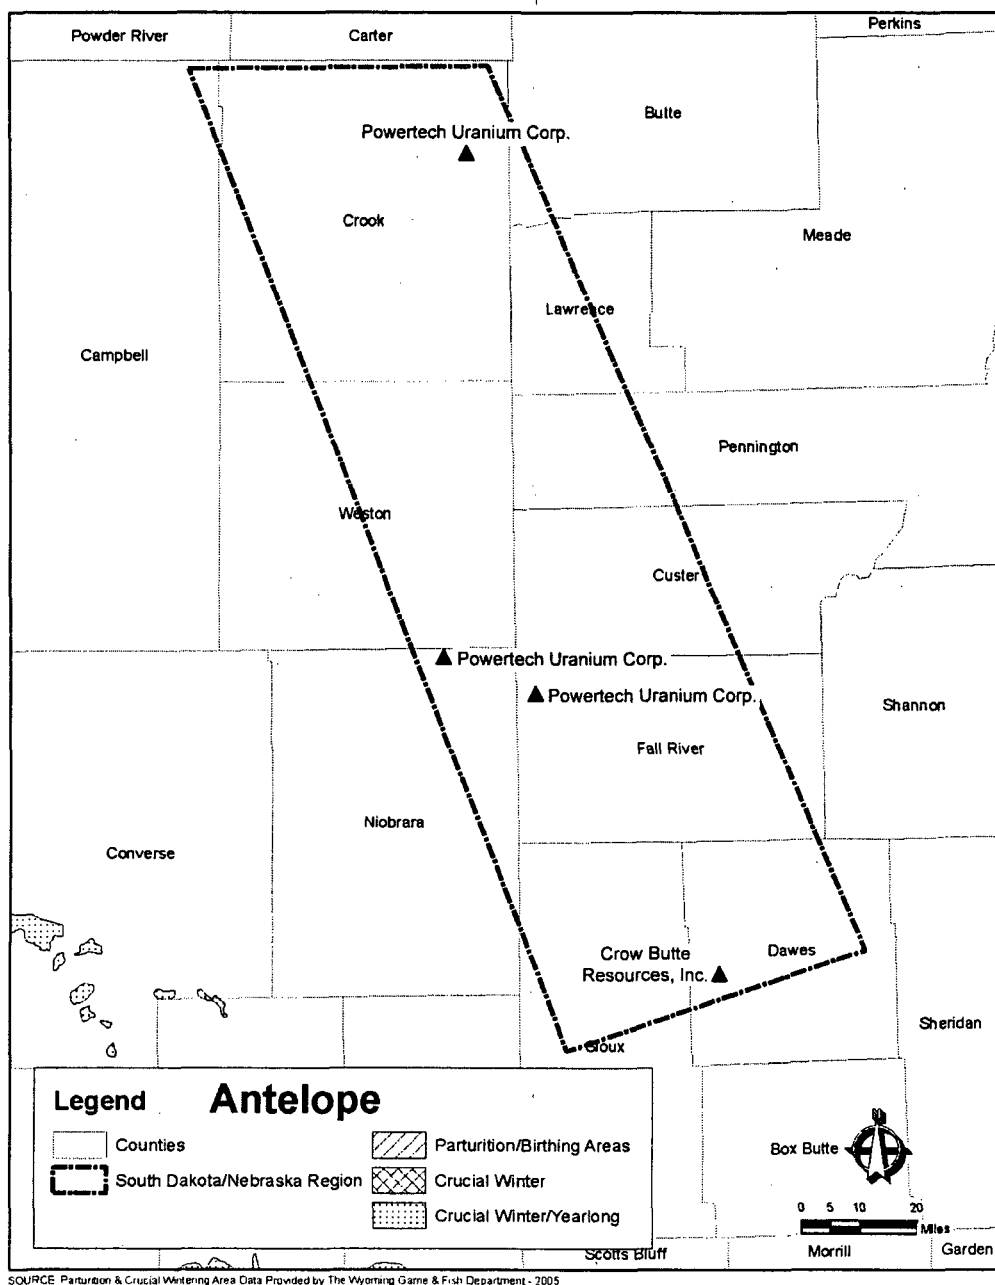 Perkins
Powder River
Carter
Butte
Powertech Uranium Corp.
Crook
Meade
Lawrence
Campbell
Pennington
Weston
Custer
Powertech Uranium Corp.
Powertech Uranium Corp.
Shannon
Fall River
Niobrara
Converse
Crow Butte
Resources, Inc.
Dawes
Sheridan
Sioux
Legend
Antelope
Counties
South Dakota/Nebraska Region
Parturition/Birthing Areas
Crucial Winter
Crucial Winter/Yearlong
Box Butte
N
0 5 10 20
Miles
Scotts Bluff
Morrill
Garden
SOURCE Parturition & Crucial Wintering Area Data Provided by The Wyoming Game & Fish Department - 2005